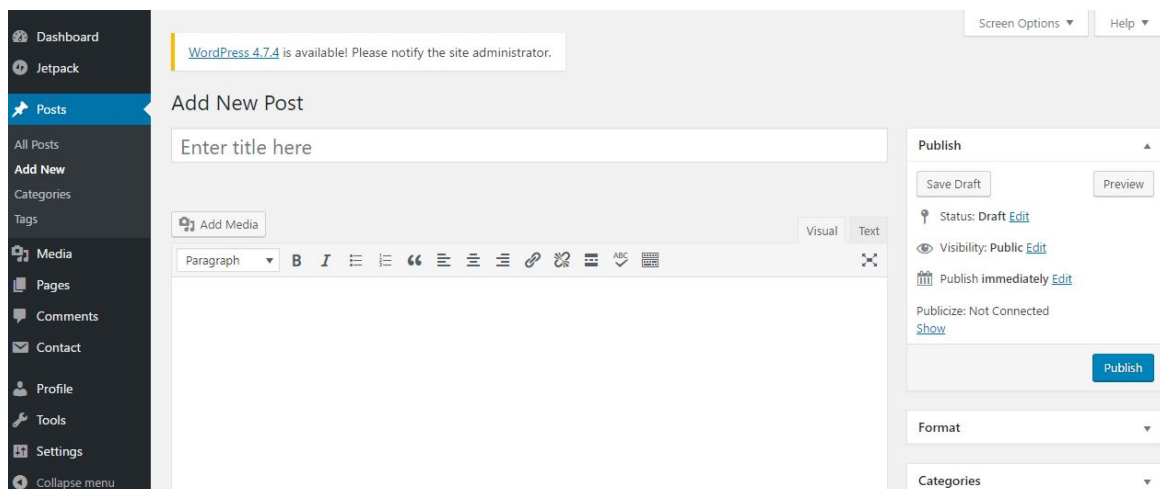 Dashboard
Jetpack
Posts
All Posts
Add New
Categories
Tags
Media
Pages
Comments
Contact
Profile
Tools
Settings
Collapse menu
Screen Options ▼
Help ▼
WordPress 4.7.4 is available! Please notify the site administrator.
Add New Post
Enter title here
Add Media
Visual
Text
Paragraph
B
I
ABC
Publish
Save Draft
Preview
Status: Draft Edit
Visibility: Public Edit
Publish immediately Edit
Publicize: Not Connected
Show
Publish
Format
Categories